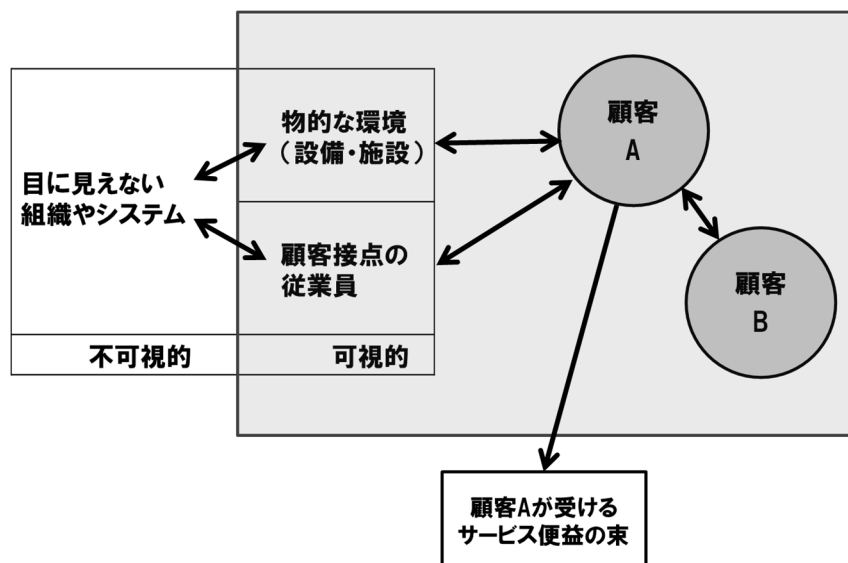 目に見えない
組織やシステム
物的な環境
（設備・施設）
顧客接点の
従業員
不可視的
可視的
顧客
A
顧客
B
顧客Aが受ける
サービス便益の束